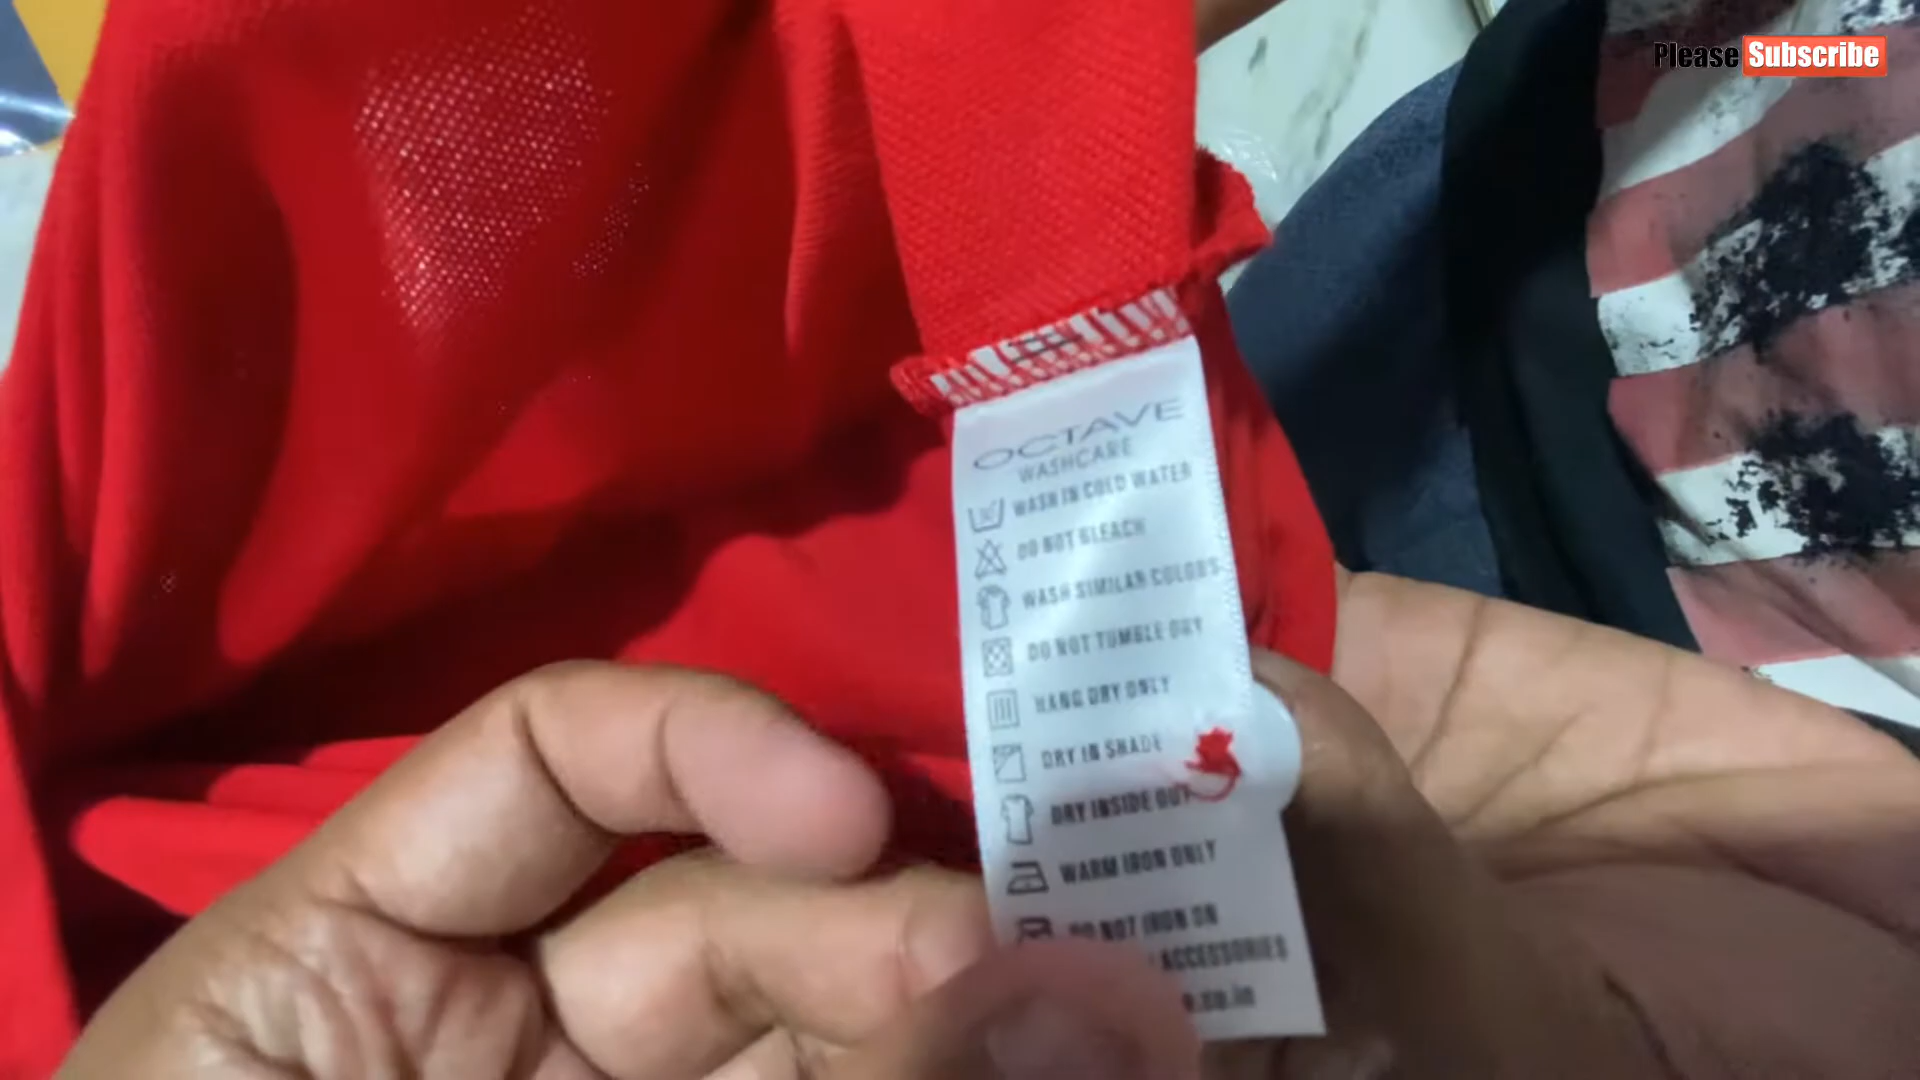 Please Subscribe
OCTAVE
WASHCARE
WASH IN COLD WATER
DO NOT BLEACH
WASH SIMILAR COLORS
DO NOT TUMBLE DRY
HANG DRY ONLY
DRY IN SHADE
DRY INSIDE OUT
WARM IRON ONLY
DO NOT IRON ON
ACCESSORIES